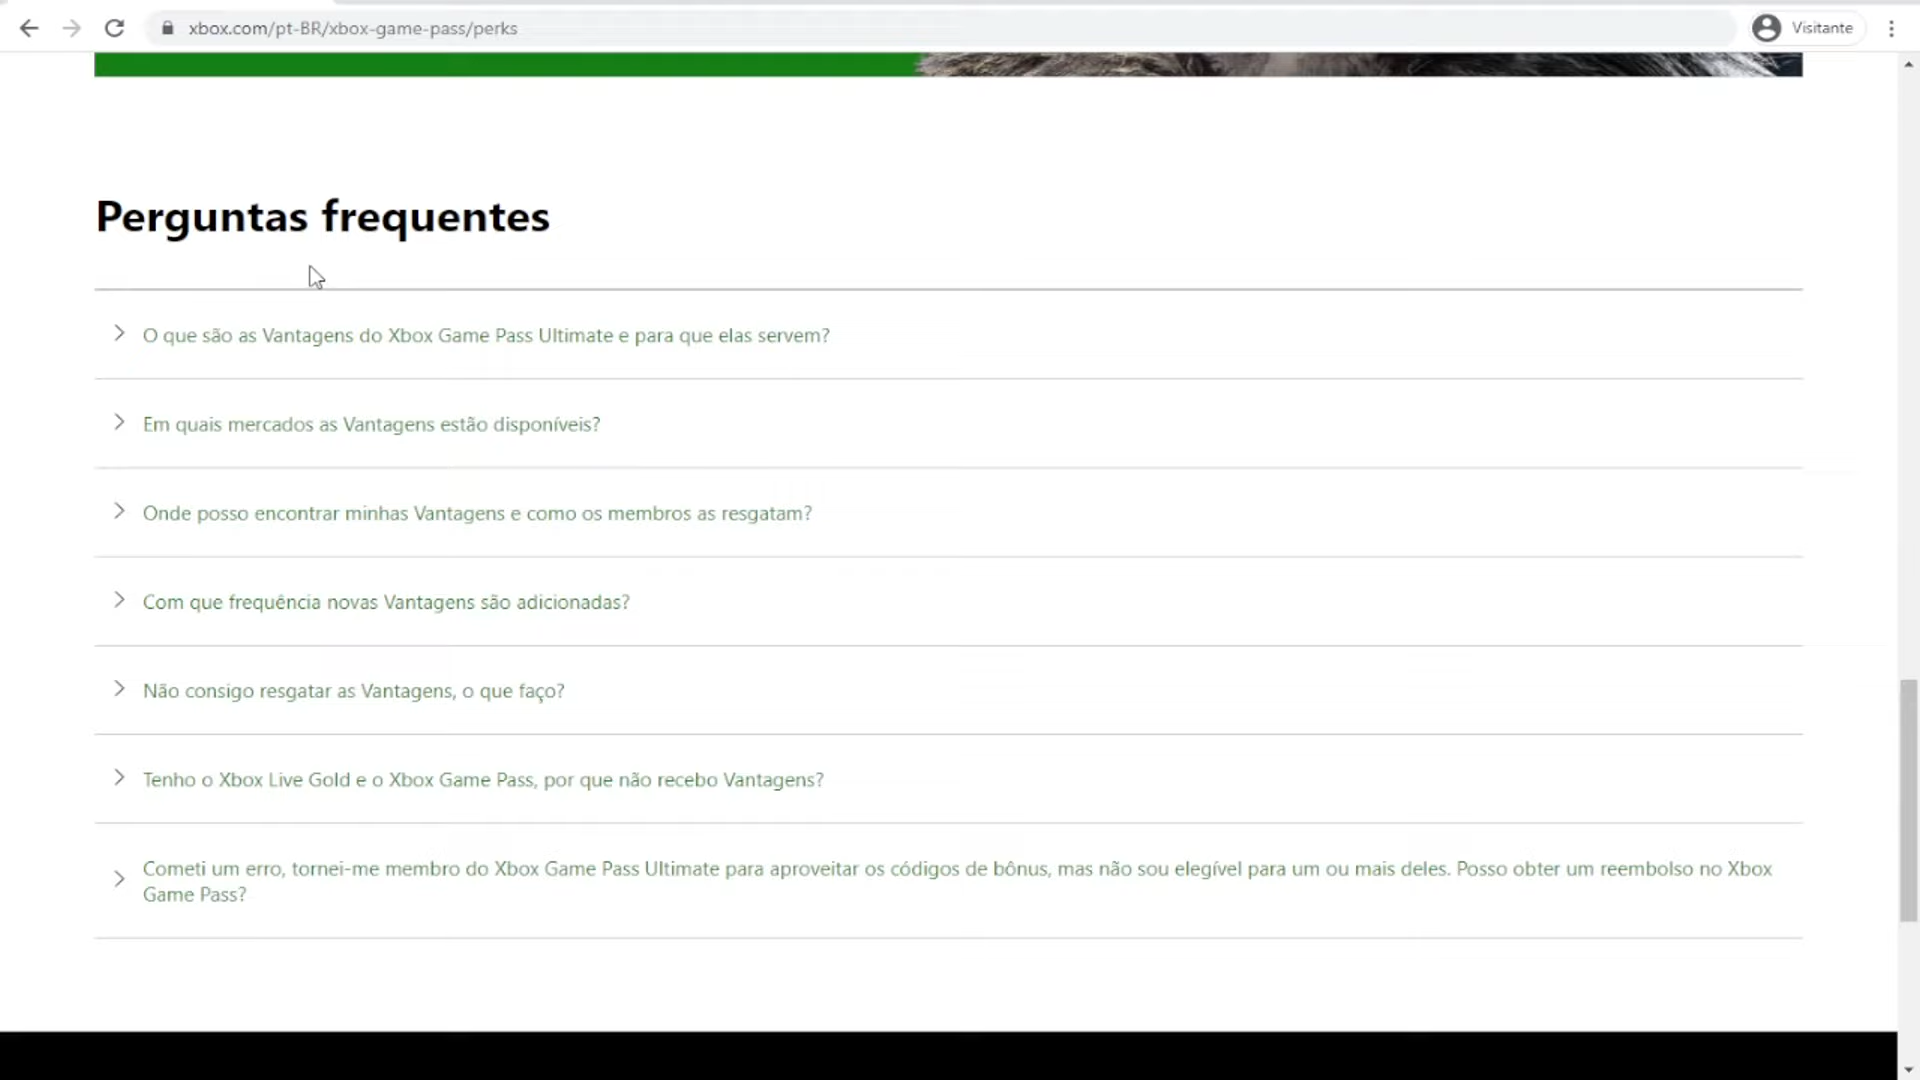 xbox.com/pt-BR/xbox-game-pass/perks
Visitante
Perguntas frequentes
O que são as Vantagens do Xbox Game Pass Ultimate e para que elas servem?
Em quais mercados as Vantagens estão disponíveis?
Onde posso encontrar minhas Vantagens e como os membros as resgatam?
Com que frequência novas Vantagens são adicionadas?
Não consigo resgatar as Vantagens, o que faço?
Tenho o Xbox Live Gold e o Xbox Game Pass, por que não recebo Vantagens?
Cometi um erro, tornei-me membro do Xbox Game Pass Ultimate para aproveitar os códigos de bônus, mas não sou elegível para um ou mais deles. Posso obter um reembolso no Xbox
Game Pass?